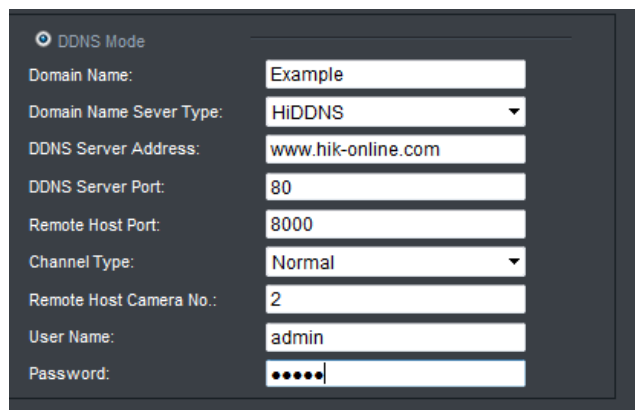 DDNS Mode
Domain Name: Example
Domain Name Sever Type: HiDDNS
DDNS Server Address: www.hik-online.com
DDNS Server Port: 80
Remote Host Port: 8000
Channel Type: Normal
Remote Host Camera No.: 2
User Name: admin
Password: •••••